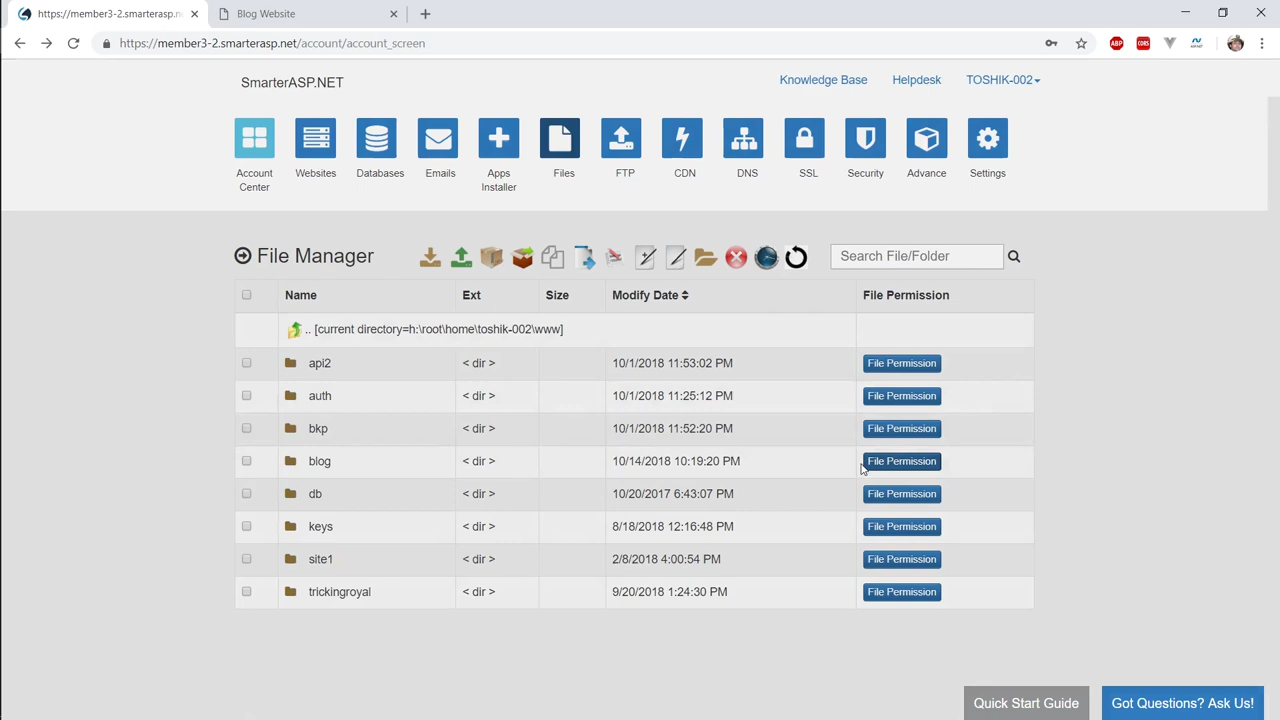 https://member3-2.smarterasp.ne
Blog Website
https://member3-2.smarterasp.net/account/account_screen
ABP
CORS
SmarterASP.NET
Knowledge Base
Helpdesk
TOSHIK-002
Account Center
Websites
Databases
Emails
Apps Installer
Files
FTP
CDN
DNS
SSL
Security
Advance
Settings
File Manager
Search File/Folder
Name Ext Size Modify Date File Permission
.. [current directory=h:\root\home\toshik-002\www]
api2 < dir > 10/1/2018 11:53:02 PM File Permission
auth < dir > 10/1/2018 11:25:12 PM File Permission
bkp < dir > 10/1/2018 11:52:20 PM File Permission
blog < dir > 10/14/2018 10:19:20 PM File Permission
db < dir > 10/20/2017 6:43:07 PM File Permission
keys < dir > 8/18/2018 12:16:48 PM File Permission
site1 < dir > 2/8/2018 4:00:54 PM File Permission
trickingroyal < dir > 9/20/2018 1:24:30 PM File Permission
Quick Start Guide
Got Questions? Ask Us!